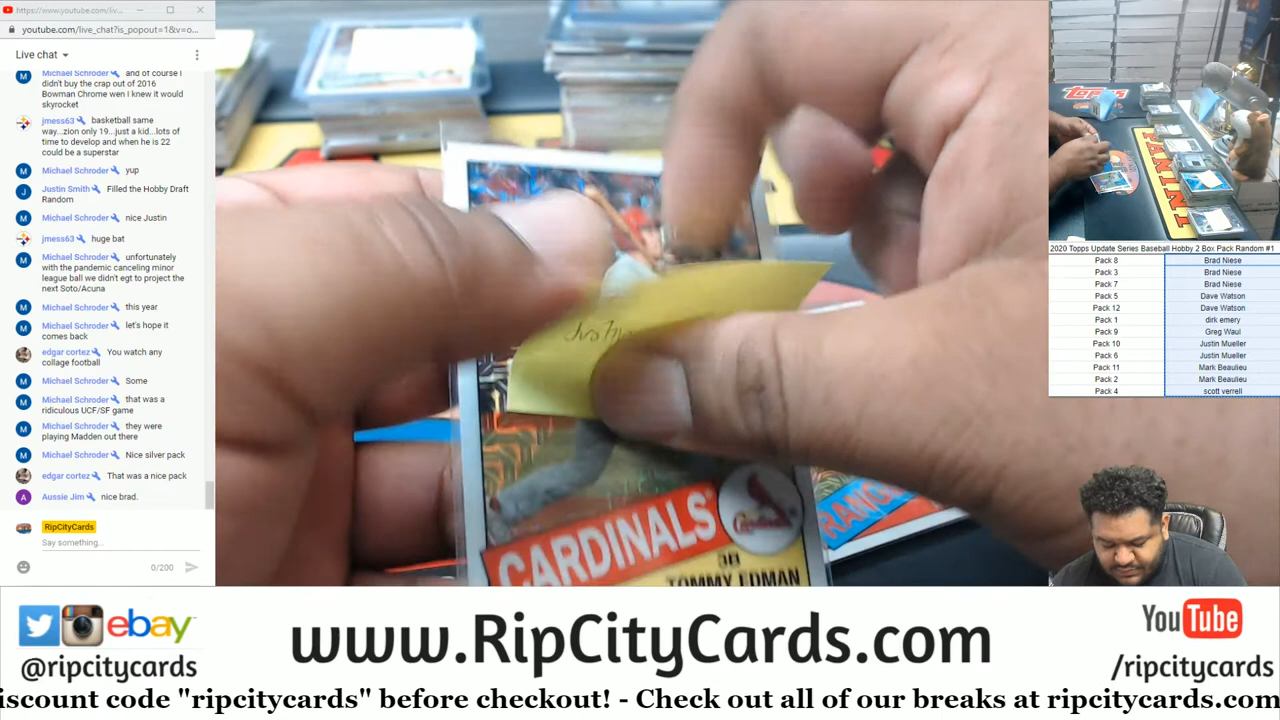 https://www.youtube.com/liv...
youtube.com/live_chat?is_popout=1&v=o...
Live chat
Michael Schroder and of course I
didn't buy the crap out of 2016
Bowman Chrome wen I knew it would
skyrocket
jmess63 basketball same
way...zion only 19...just a kid...lots of
time to develop and when he is 22
could be a superstar
Michael Schroder yup
Justin Smith Filled the Hobby Draft
Random
Michael Schroder nice Justin
jmess63 huge bat
Michael Schroder unfortunately
with the pandemic canceling minor
league ball we didn't egt to project the
next Soto/Acuna
Michael Schroder this year
Michael Schroder let's hope it
comes back
edgar cortez You watch any
collage football
Michael Schroder Some
Michael Schroder that was a
ridiculous UCF/SF game
Michael Schroder they were
playing Madden out there
Michael Schroder Nice silver pack
edgar cortez That was a nice pack
Aussie Jim nice brad.
RipCityCards
Say something...
0/200
CARDINALS
3B
TOMMY EDMAN
RANG
topps
PANINI
2020 Topps Update Series Baseball Hobby 2 Box Pack Random #1
Pack 8 Brad Niese
Pack 3 Brad Niese
Pack 7 Brad Niese
Pack 5 Dave Watson
Pack 12 Dave Watson
Pack 1 dirk emery
Pack 9 Greg Waul
Pack 10 Justin Mueller
Pack 6 Justin Mueller
Pack 11 Mark Beaulieu
Pack 2 Mark Beaulieu
Pack 4 scott verrell
ebay
@ripcitycards
www.RipCityCards.com
YouTube
/ripcitycards
iscount code "ripcitycards" before checkout! - Check out all of our breaks at ripcitycards.com